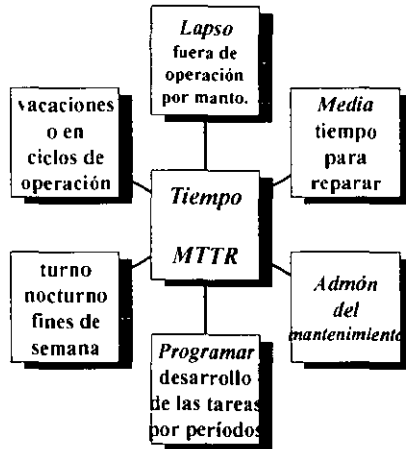 Lapso
fuera de
operación
por manto.
vacaciones
o en
ciclos de
operación
Media
tiempo
para
reparar
Tiempo
MTTR
turno
nocturno
fines de
semana
Admón
del
mantenimiento
Programar
desarrollo
de las tareas
por períodos